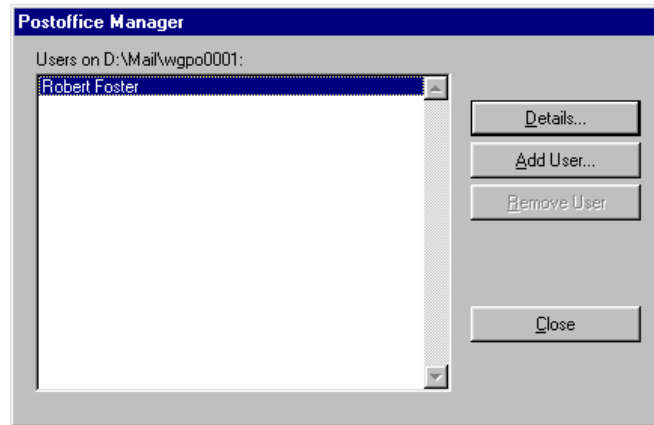 Postoffice Manager
Users on D:\Mail\wgpo0001:
Robert Foster
Details...
Add User...
Remove User
Close